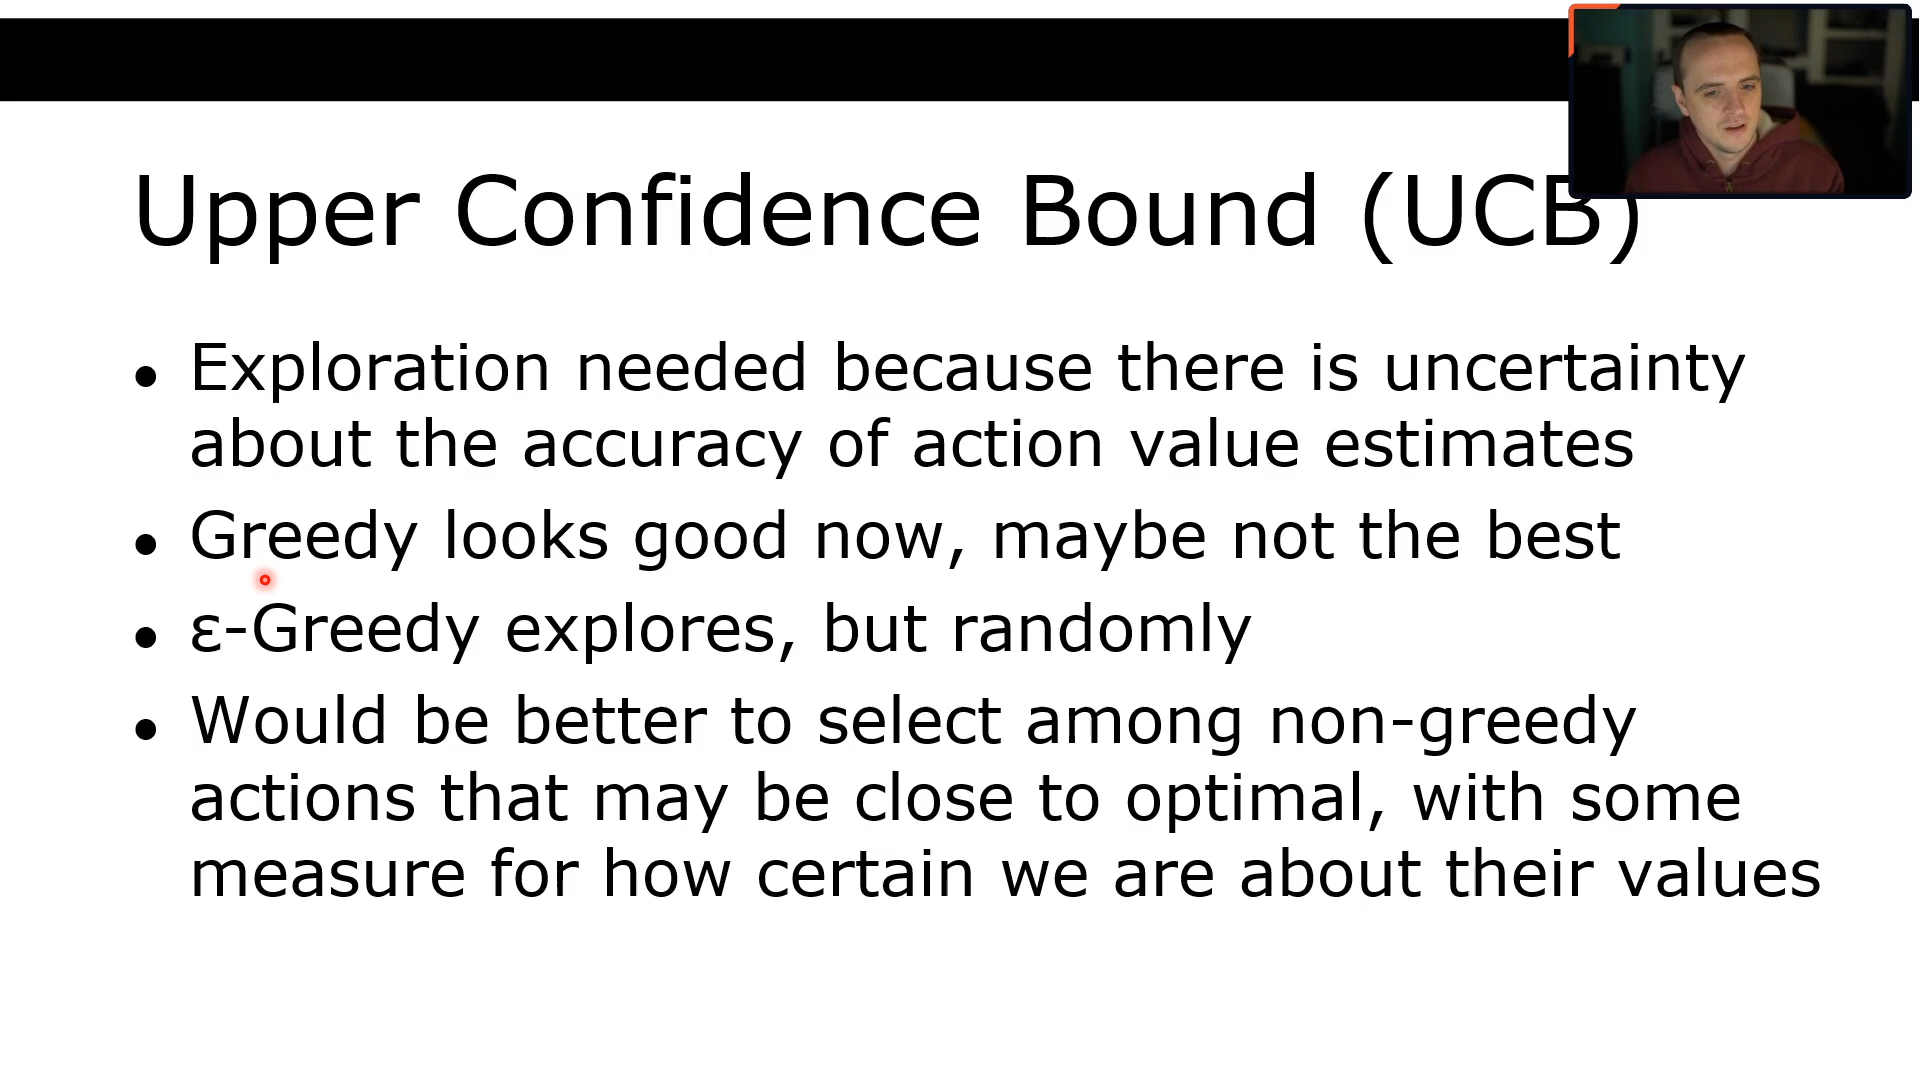 Upper Confidence Bound (UCB)
• Exploration needed because there is uncertainty
about the accuracy of action value estimates
• Greedy looks good now, maybe not the best
• ε-Greedy explores, but randomly
• Would be better to select among non-greedy
actions that may be close to optimal, with some
measure for how certain we are about their values